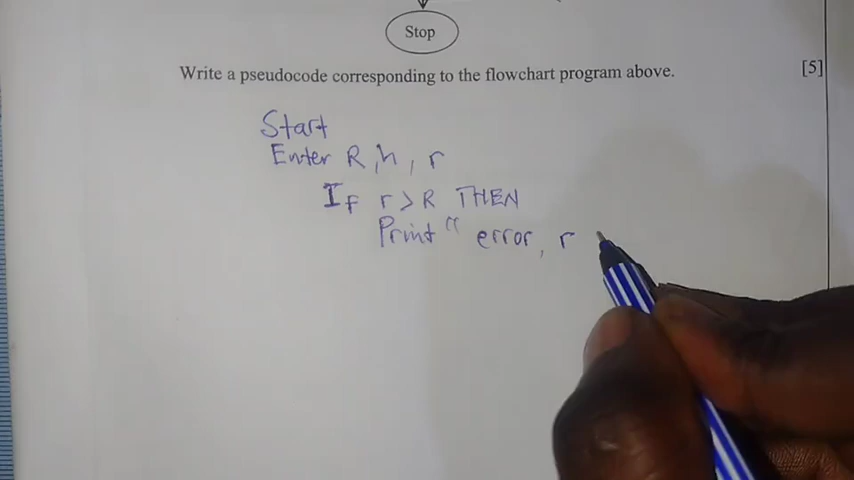 Stop
Write a pseudocode corresponding to the flowchart program above. [5]
Start
Enter R, h, r
If r > R THEN
Print " error, r